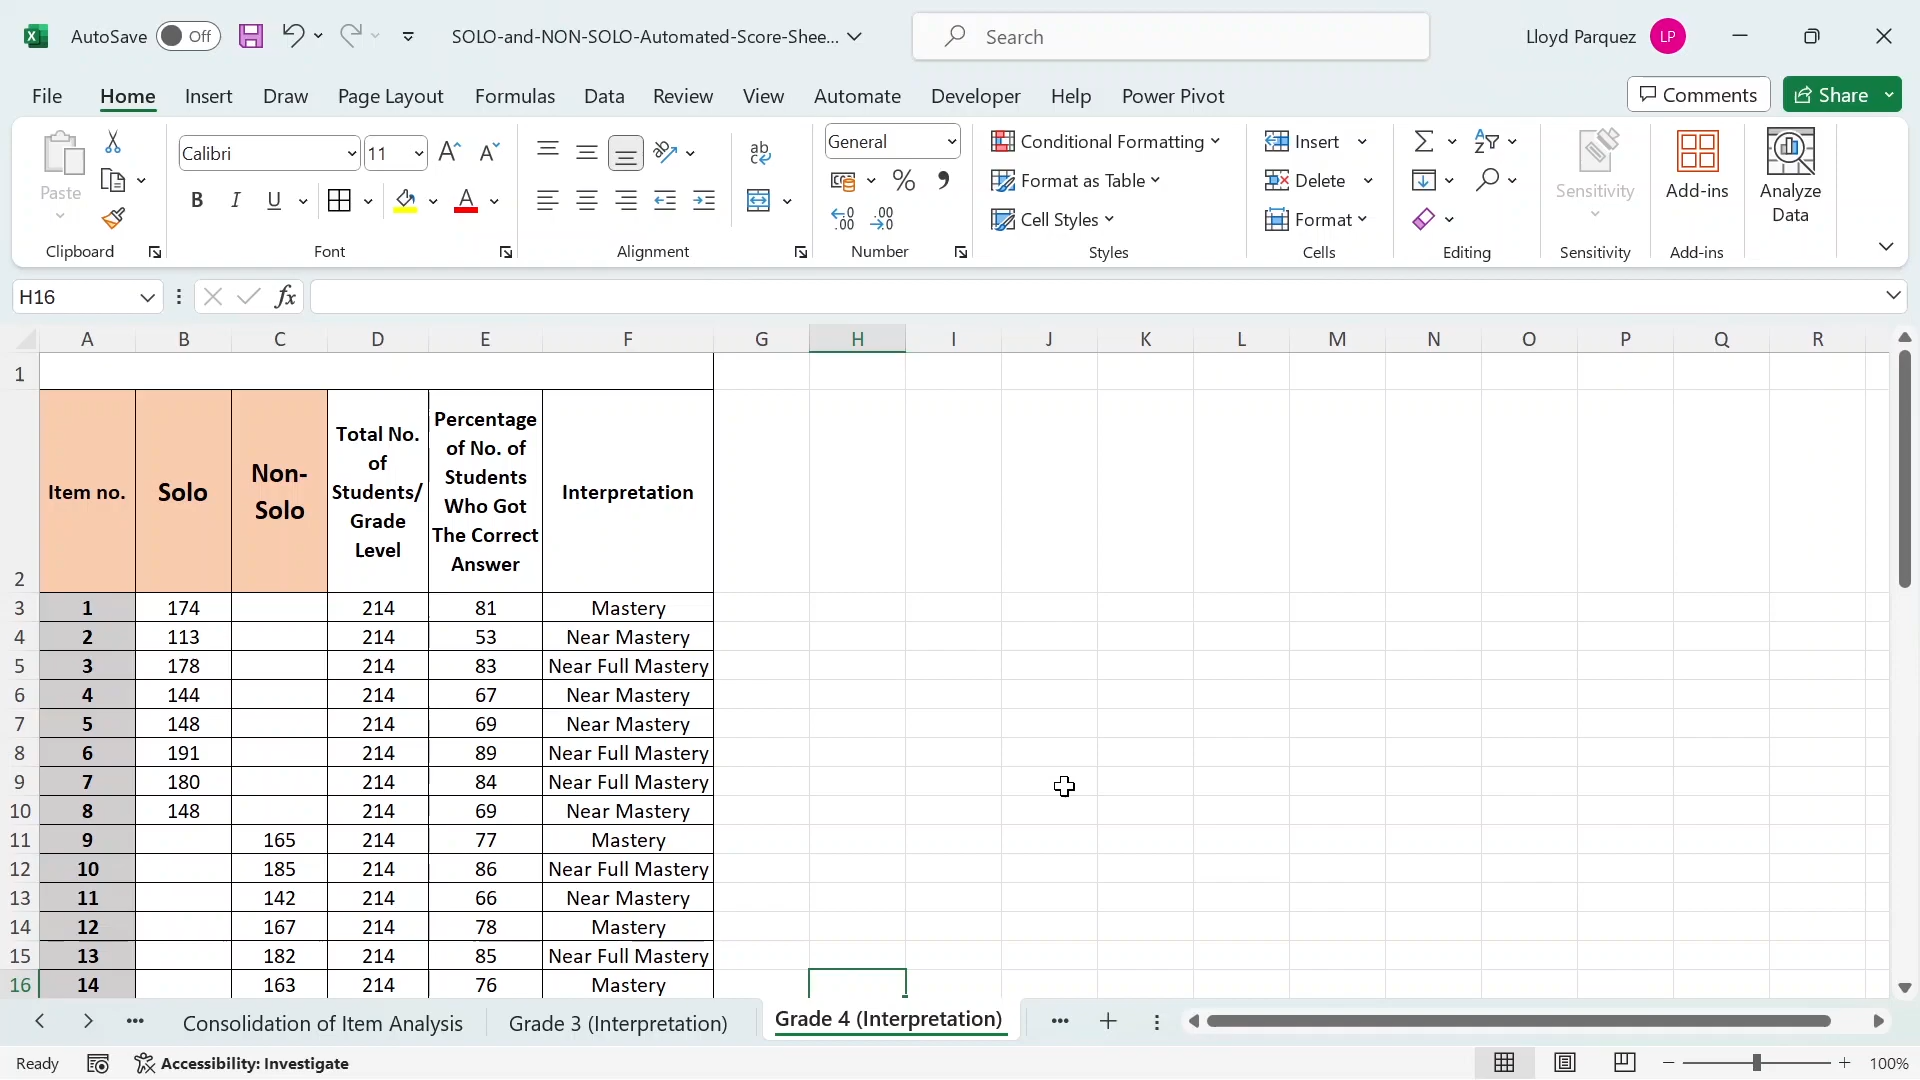 AutoSave Off SOLO-and-NON-SOLO-Automated-Score-Shee... Search Lloyd Parquez LP
File Home Insert Draw Page Layout Formulas Data Review View Automate Developer Help Power Pivot Comments Share
Paste
Clipboard
Calibri 11
B I U
Font
Alignment
General
Number
Conditional Formatting
Format as Table
Cell Styles
Styles
Insert
Delete
Format
Cells
Editing
Sensitivity
Sensitivity
Add-ins
Add-ins
Analyze
Data
H16 fx
A B C D E F G H I J K L M N O P Q R
1
2
Item no.
Solo
Non-
Solo
Total No.
of
Students/
Grade
Level
Percentage
of No. of
Students
Who Got
The Correct
Answer
Interpretation
3 1 174 214 81 Mastery
4 2 113 214 53 Near Mastery
5 3 178 214 83 Near Full Mastery
6 4 144 214 67 Near Mastery
7 5 148 214 69 Near Mastery
8 6 191 214 89 Near Full Mastery
9 7 180 214 84 Near Full Mastery
10 8 148 214 69 Near Mastery
11 9 165 214 77 Mastery
12 10 185 214 86 Near Full Mastery
13 11 142 214 66 Near Mastery
14 12 167 214 78 Mastery
15 13 182 214 85 Near Full Mastery
16 14 163 214 76 Mastery
Consolidation of Item Analysis Grade 3 (Interpretation) Grade 4 (Interpretation)
Ready Accessibility: Investigate 100%